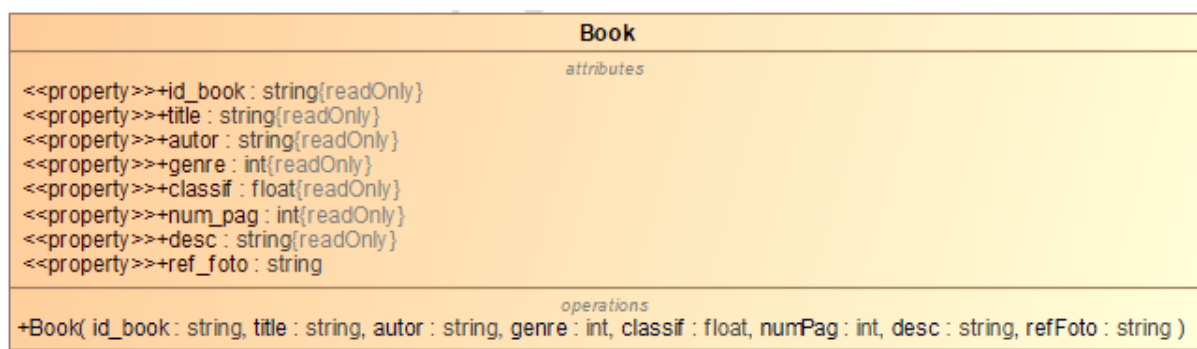 Book
attributes
<<property>>+id_book : string{readOnly}
<<property>>+title : string{readOnly}
<<property>>+autor : string{readOnly}
<<property>>+genre : int{readOnly}
<<property>>+classif : float{readOnly}
<<property>>+num_pag : int{readOnly}
<<property>>+desc : string{readOnly}
<<property>>+ref_foto : string
operations
+Book( id_book : string, title : string, autor : string, genre : int, classif : float, numPag : int, desc : string, refFoto : string )